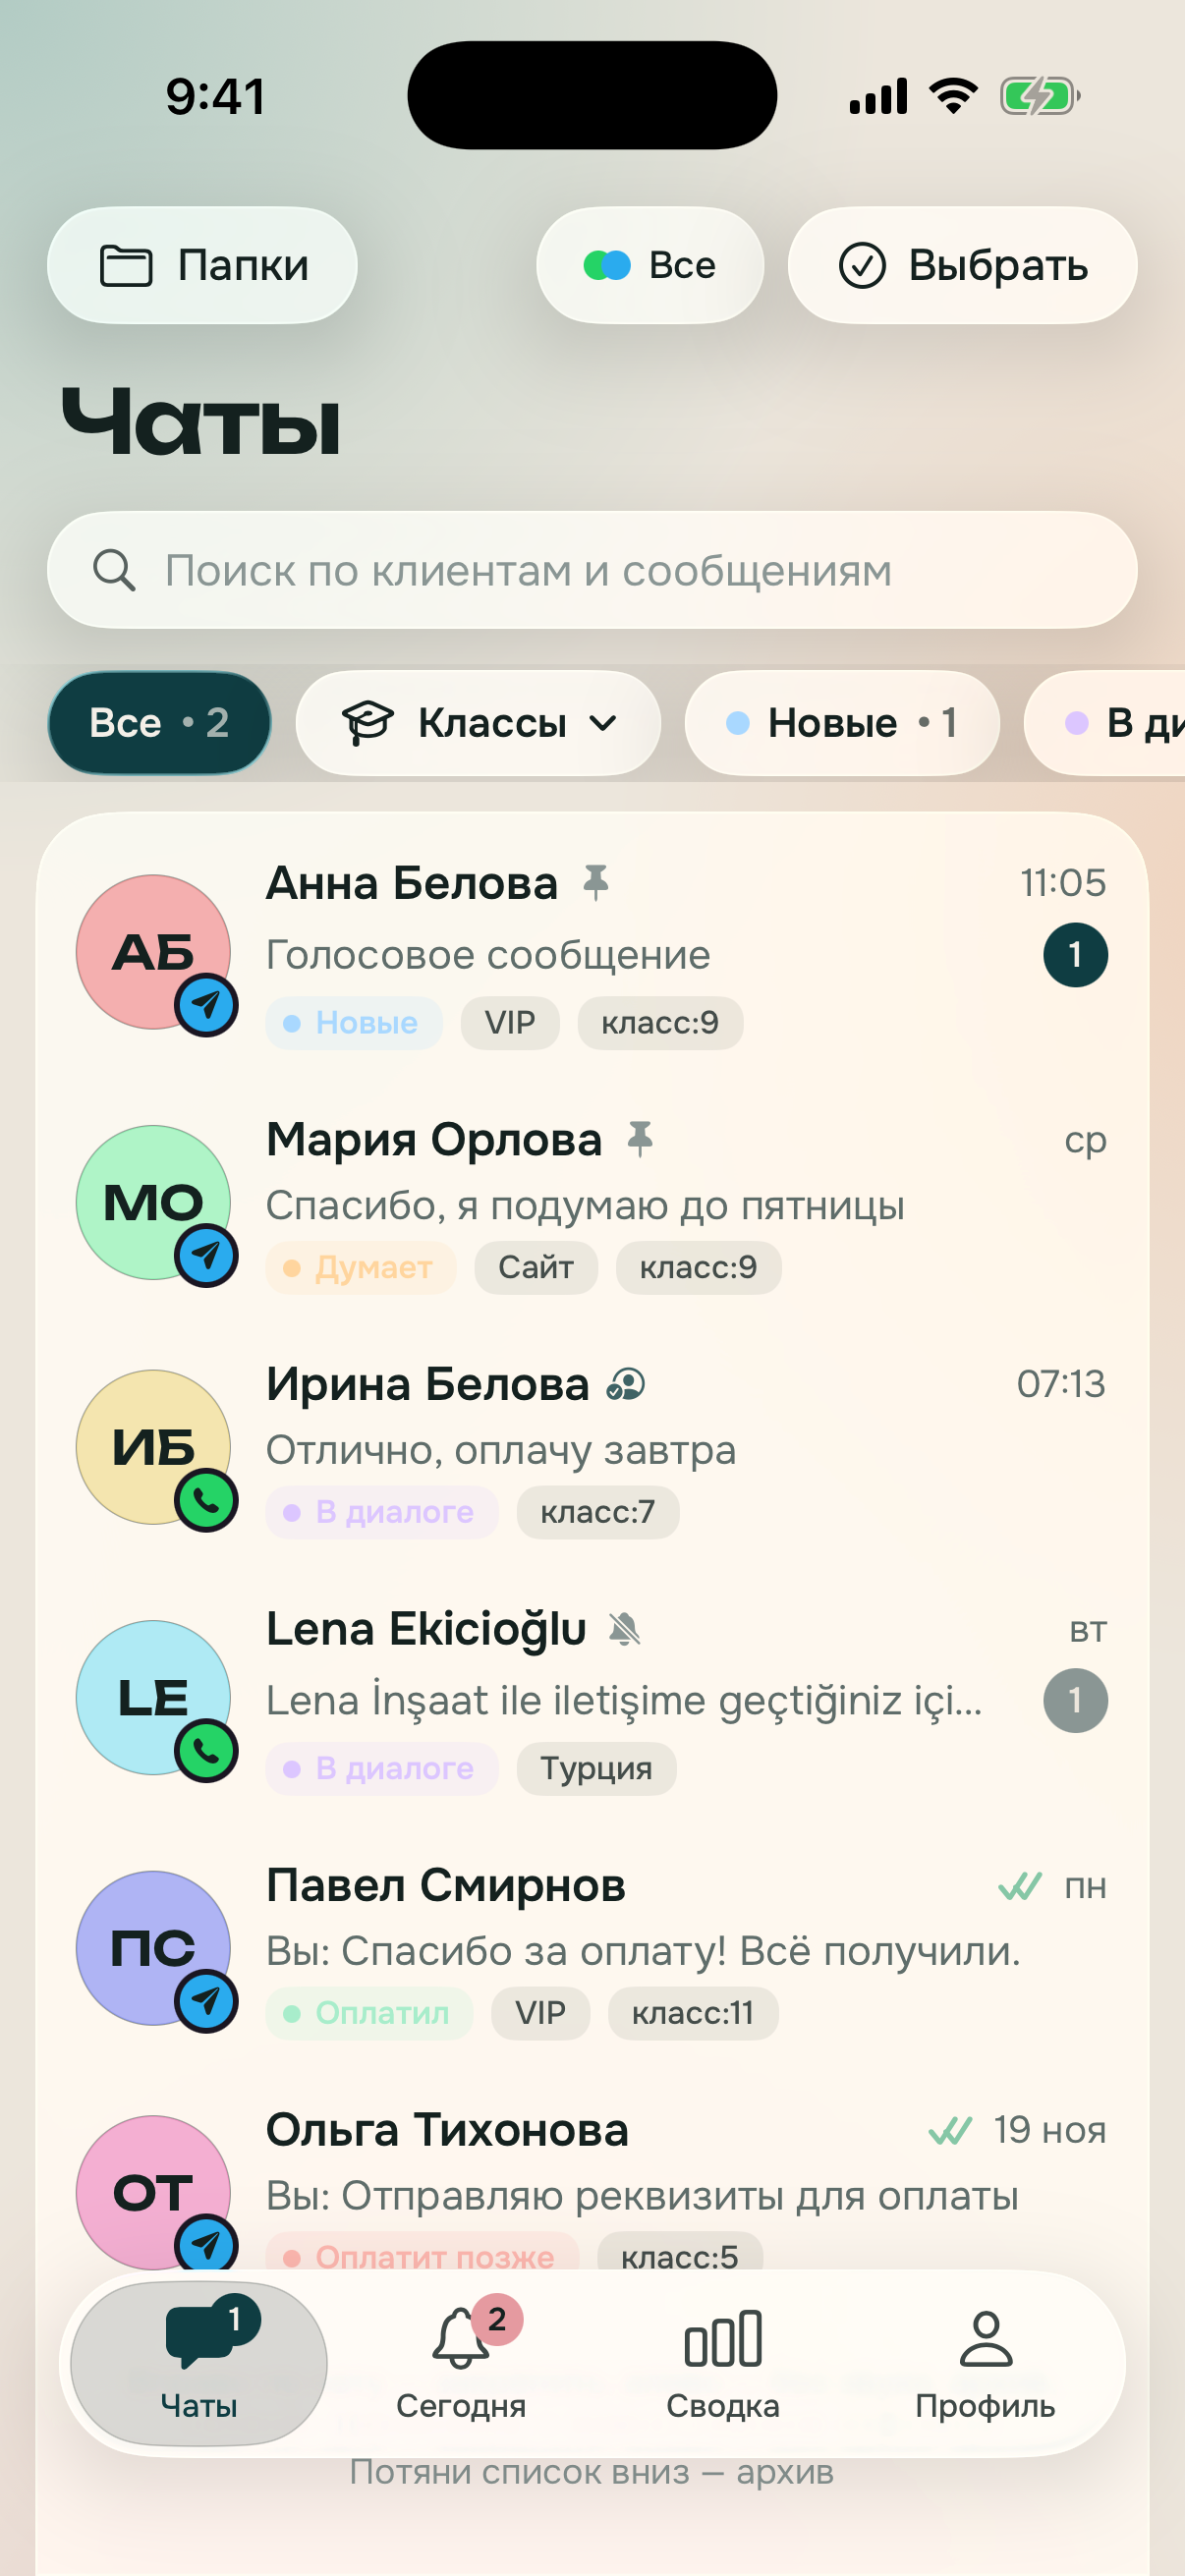 9:41
Папки
Все
Выбрать
Чаты
Поиск по клиентам и сообщениям
Все • 2
Классы
Новые • 1
В ди
Анна Белова
11:05
АБ
Голосовое сообщение
1
Новые
VIP
класс:9
Мария Орлова
ср
МО
Спасибо, я подумаю до пятницы
Думает
Сайт
класс:9
Ирина Белова
07:13
ИБ
Отлично, оплачу завтра
В диалоге
класс:7
Lena Ekicioğlu
вт
LE
Lena İnşaat ile iletişime geçtiğiniz içi...
1
В диалоге
Турция
Павел Смирнов
пн
ПС
Вы: Спасибо за оплату! Всё получили.
Оплатил
VIP
класс:11
Ольга Тихонова
19 ноя
ОТ
Вы: Отправляю реквизиты для оплаты
Оплатит позже
класс:5
1
2
Чаты
Сегодня
Сводка
Профиль
Потяни список вниз — архив